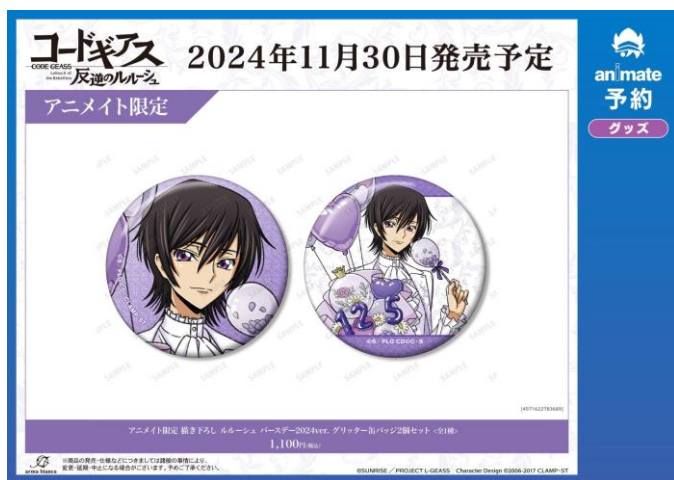 コードギアス
CODE GEASS
Lelouch of
the Rebellion
反逆のルルーシュ
2024年11月30日発売予定
animate
予約
グッズ
アニメイト限定
SAMPLE
12 5
[4571622783689]
アニメイト限定 描き下ろし ルルーシュ バースデー2024ver. グリッター缶バッジ2個セット <全1種>
1,100円(税込)
arma bianca
※商品の発売・仕様などにつきましては諸般の事情により、
変更・延期・中止になる場合がございます。予めご了承ください。
©SUNRISE／PROJECT L-GEASS Character Design ©2006-2017 CLAMP・ST